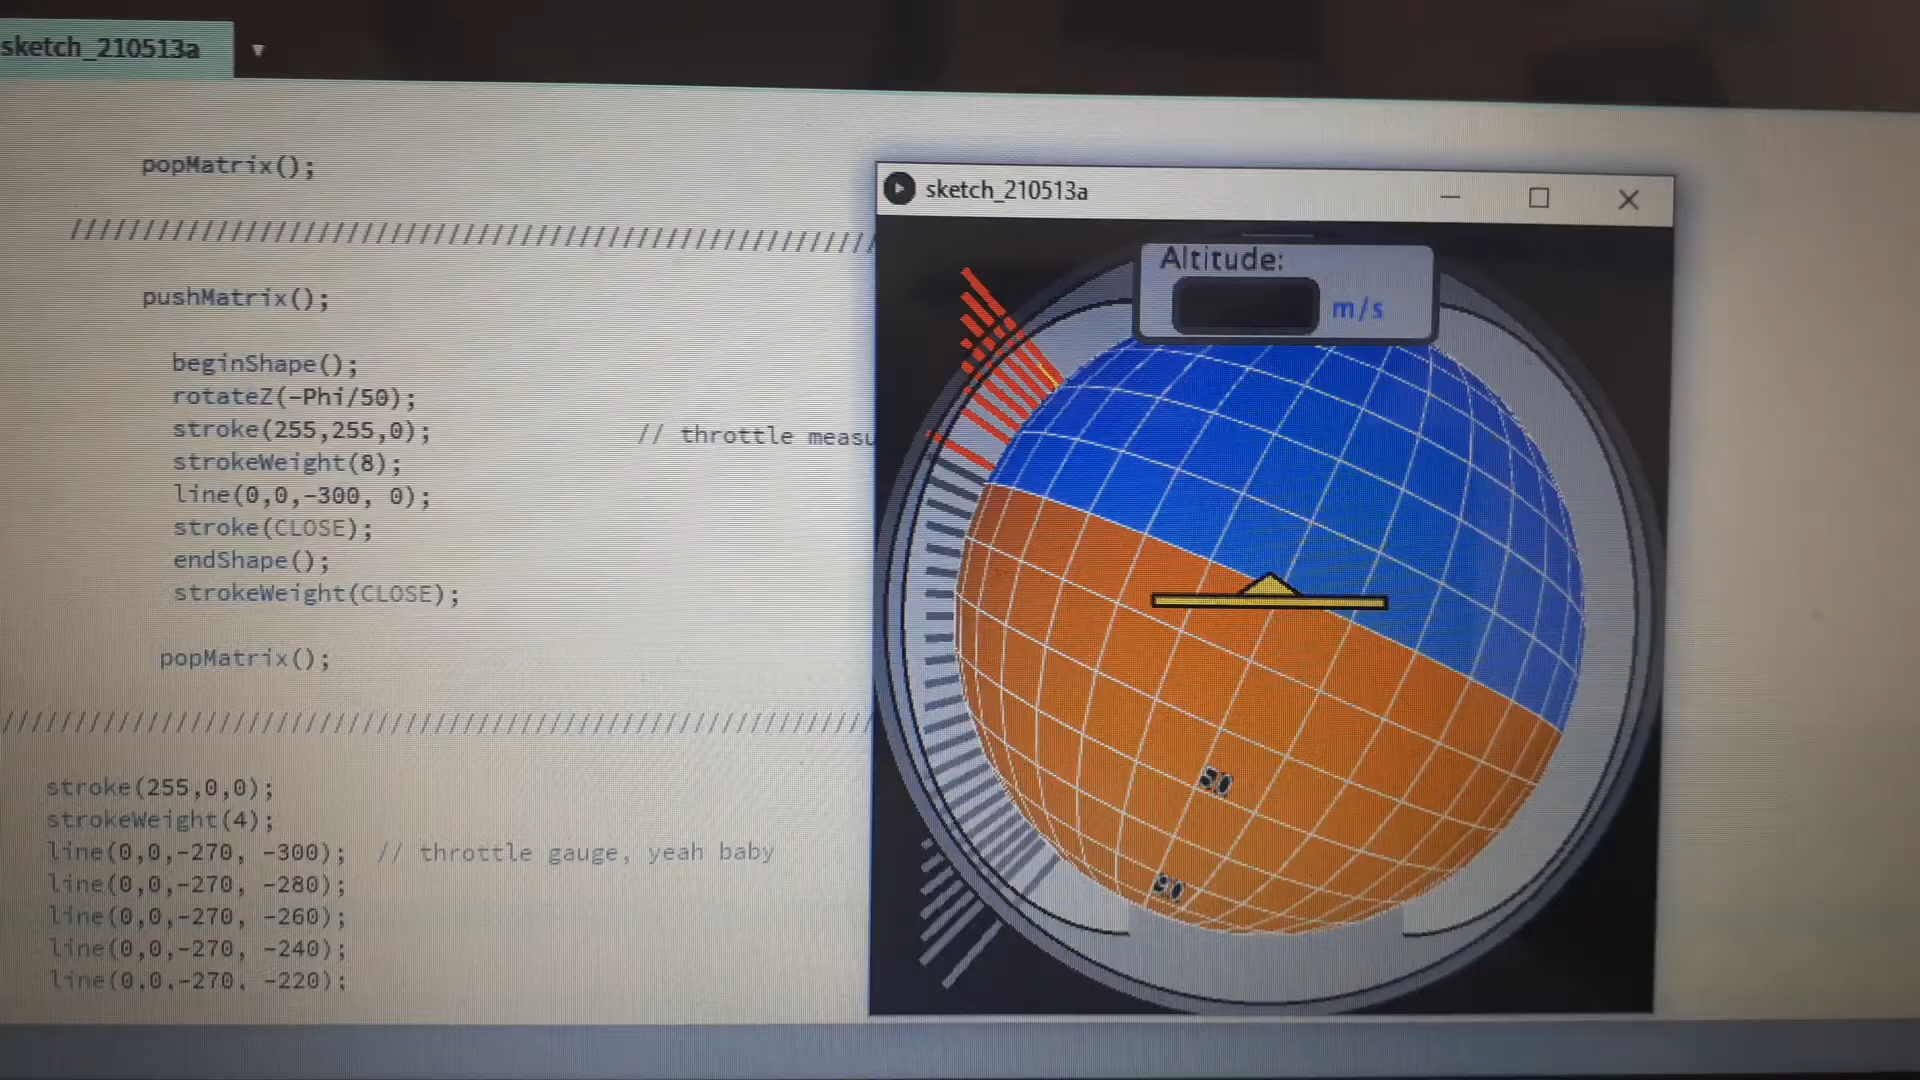 sketch_210513a
popMatrix();
////////////////////////////////////////////
pushMatrix();
beginShape();
rotateZ(-Phi/50);
stroke(255,255,0);
// throttle measu
strokeWeight(8);
line(0,0,-300, 0);
stroke(CLOSE);
endShape();
strokeWeight(CLOSE);
popMatrix();
////////////////////////////////////////////////
stroke(255,0,0);
strokeWeight(4);
line(0,0,-270, -300);  // throttle gauge, yeah baby
line(0,0,-270, -280);
line(0,0,-270, -260);
line(0,0,-270, -240);
line(0,0,-270, -220);
sketch_210513a
Altitude:
m/s